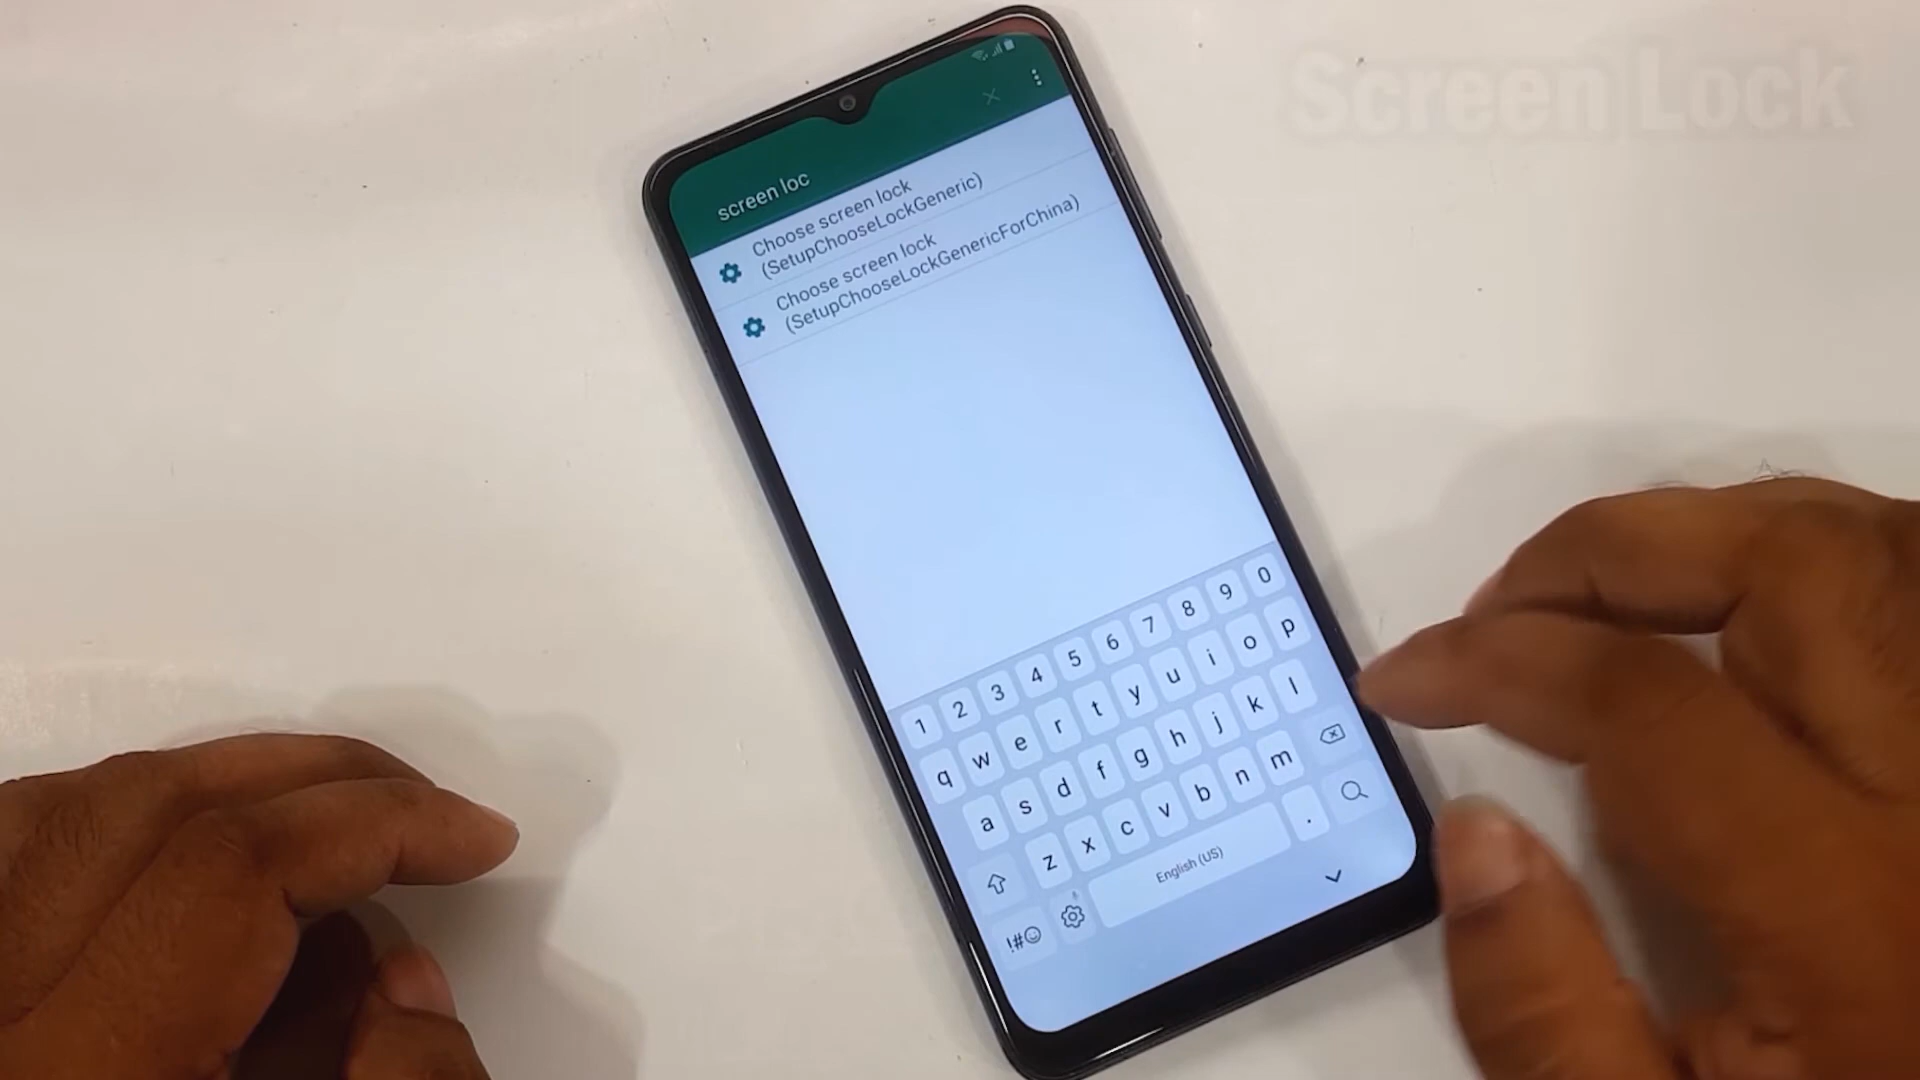 Screen Lock
screen loc
Choose screen lock
(SetupChooseLockGeneric)
Choose screen lock
(SetupChooseLockGenericForChina)
1 2 3 4 5 6 7 8 9 0
q w e r t y u i o p
a s d f g h j k l
z x c v b n m
!#☺ English (US) .